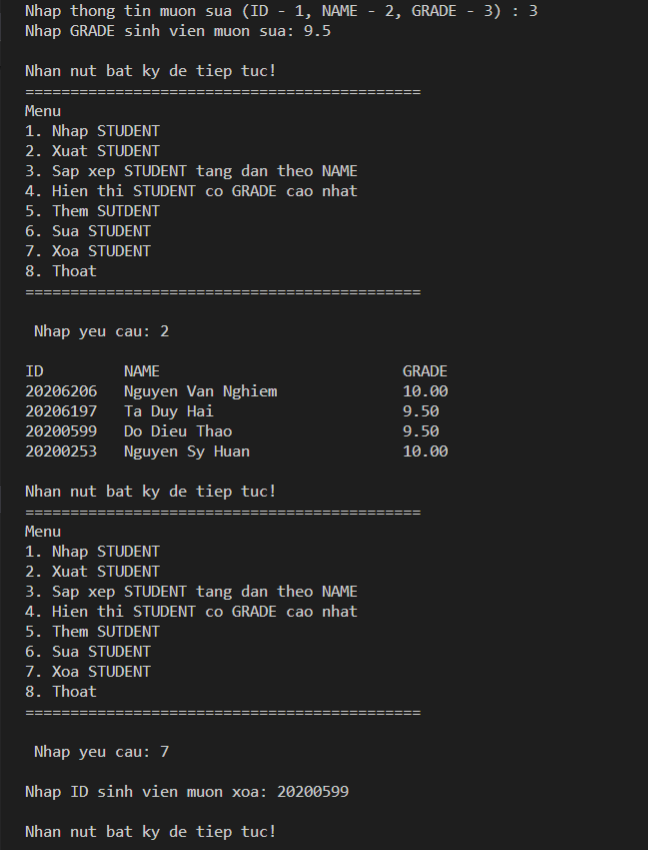 Nhap thong tin muon sua (ID - 1, NAME - 2, GRADE - 3) : 3
Nhap GRADE sinh vien muon sua: 9.5
Nhan nut bat ky de tiep tuc!
============================================
Menu
1. Nhap STUDENT
2. Xuat STUDENT
3. Sap xep STUDENT tang dan theo NAME
4. Hien thi STUDENT co GRADE cao nhat
5. Them SUTDENT
6. Sua STUDENT
7. Xoa STUDENT
8. Thoat
============================================
Nhap yeu cau: 2
ID NAME GRADE
20206206 Nguyen Van Nghiem 10.00
20206197 Ta Duy Hai 9.50
20200599 Do Dieu Thao 9.50
20200253 Nguyen Sy Huan 10.00
Nhan nut bat ky de tiep tuc!
============================================
Menu
1. Nhap STUDENT
2. Xuat STUDENT
3. Sap xep STUDENT tang dan theo NAME
4. Hien thi STUDENT co GRADE cao nhat
5. Them SUTDENT
6. Sua STUDENT
7. Xoa STUDENT
8. Thoat
============================================
Nhap yeu cau: 7
Nhap ID sinh vien muon xoa: 20200599
Nhan nut bat ky de tiep tuc!